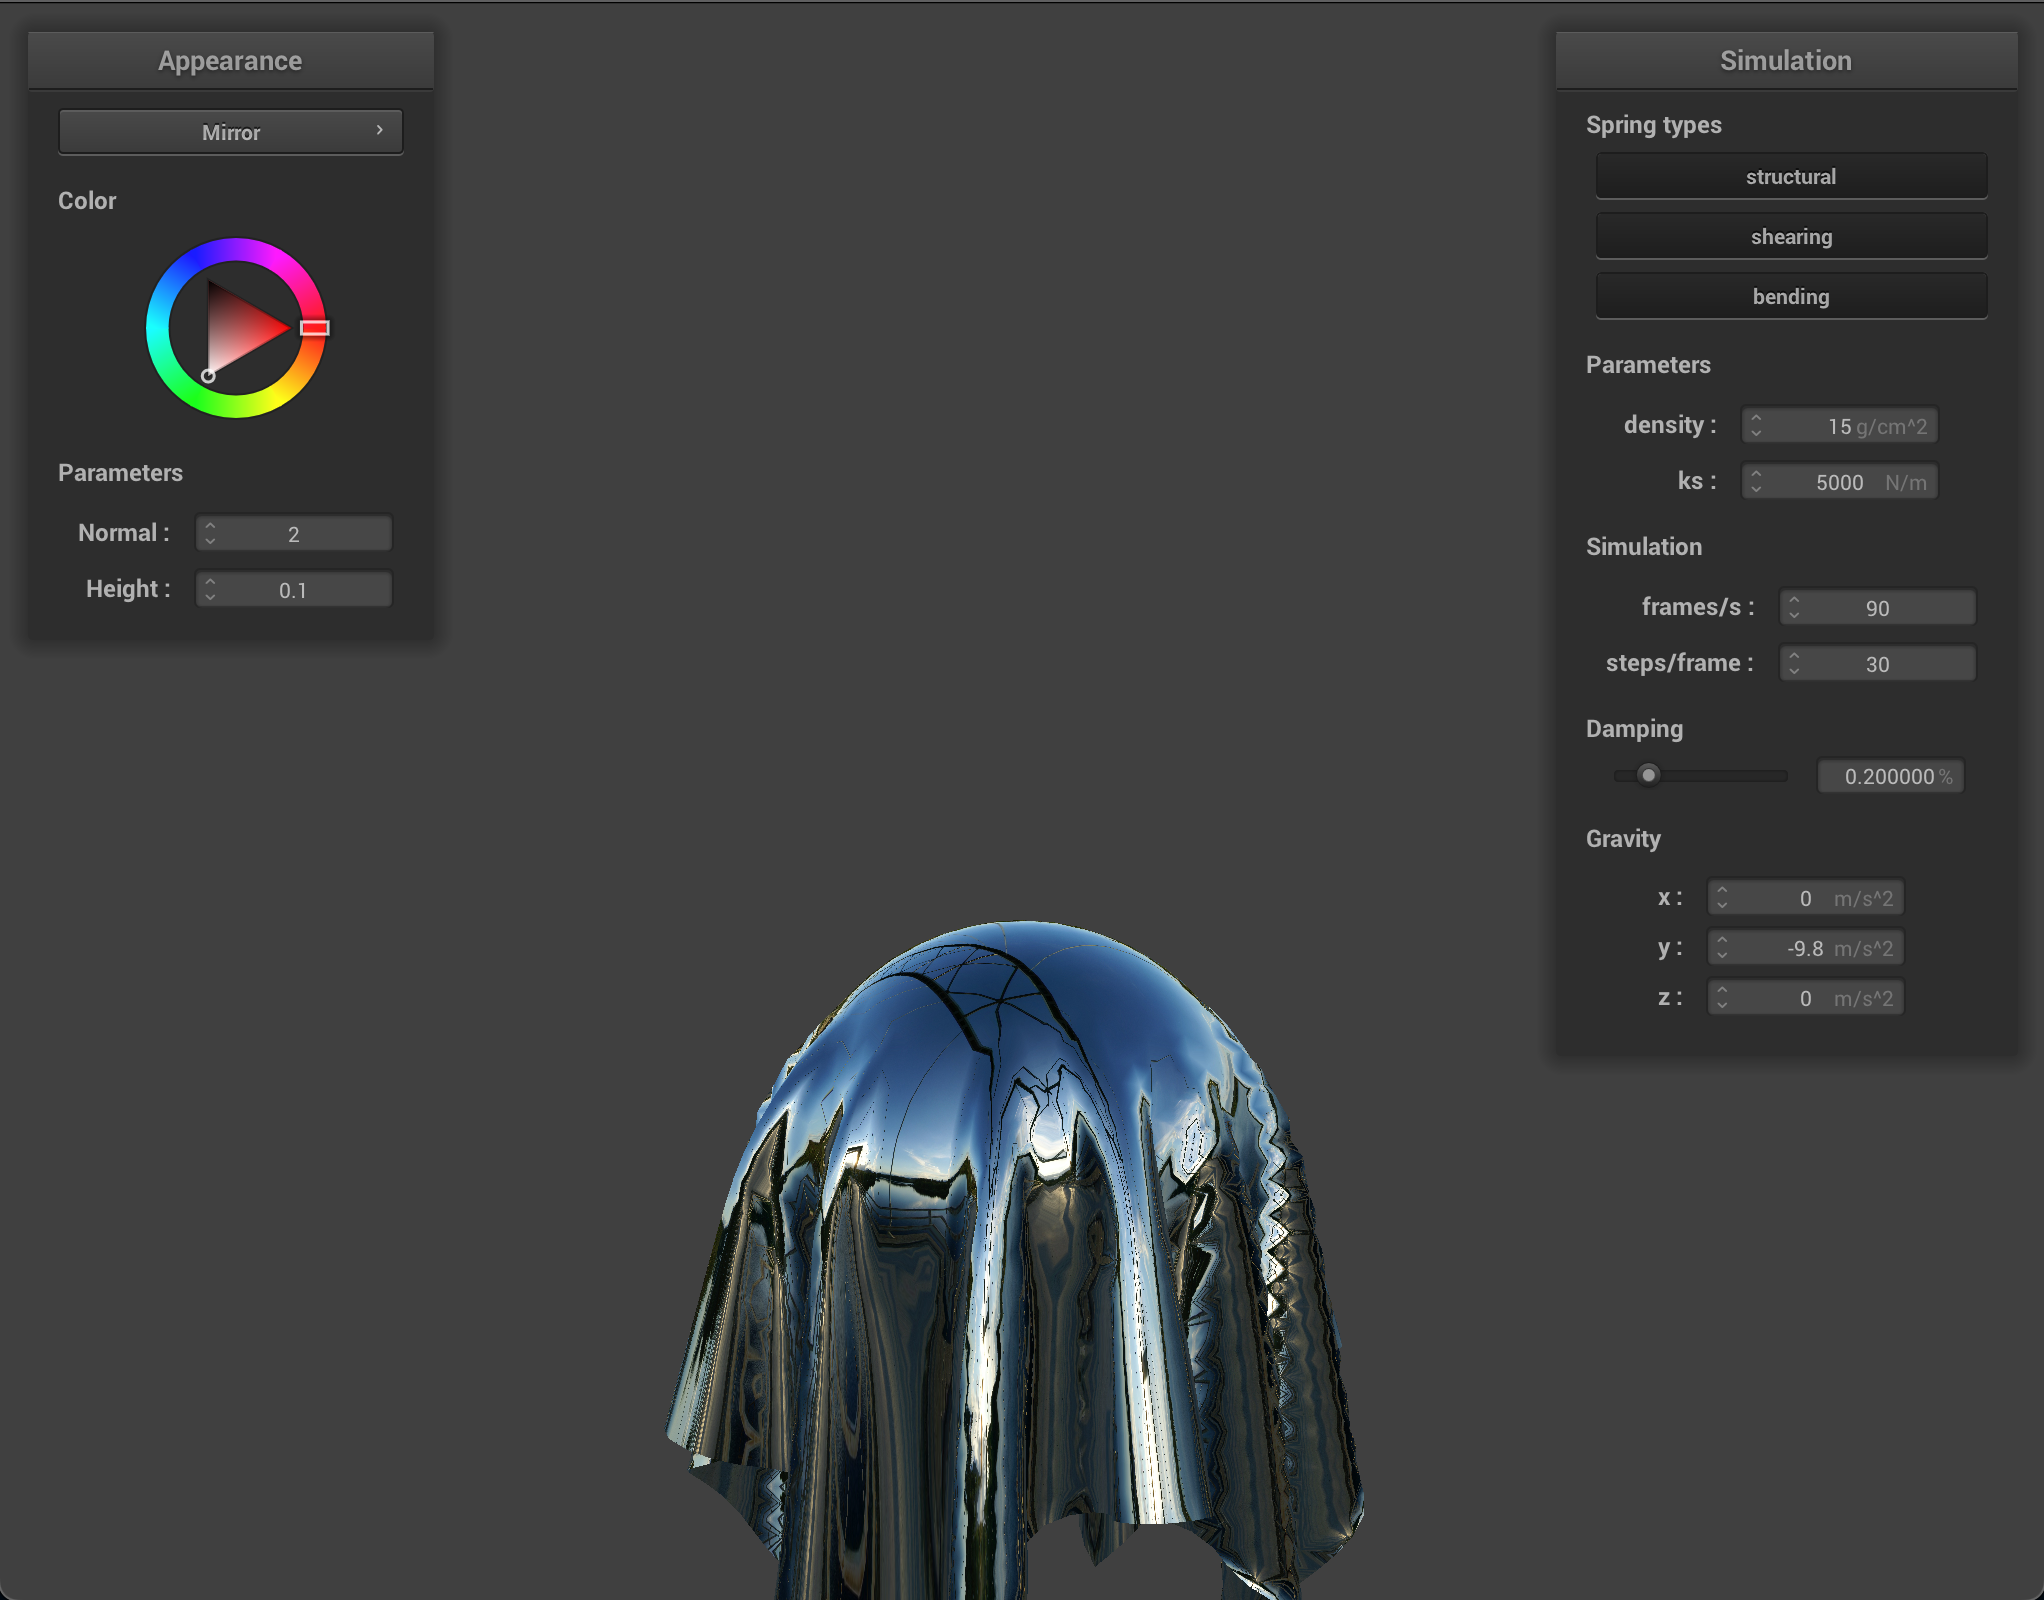 Appearance
Mirror
Color
Parameters
Normal : 2
Height : 0.1
Simulation
Spring types
structural
shearing
bending
Parameters
density : 15 g/cm^2
ks : 5000 N/m
Simulation
frames/s : 90
steps/frame : 30
Damping
0.200000 %
Gravity
x : 0 m/s^2
y : -9.8 m/s^2
z : 0 m/s^2